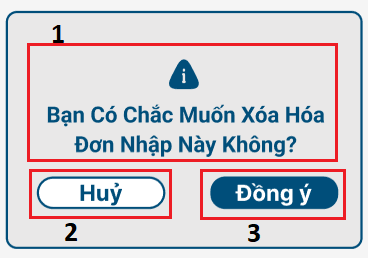 1
i
Bạn Có Chắc Muốn Xóa Hóa
Đơn Nhập Này Không?
Huỷ
Đồng ý
2
3